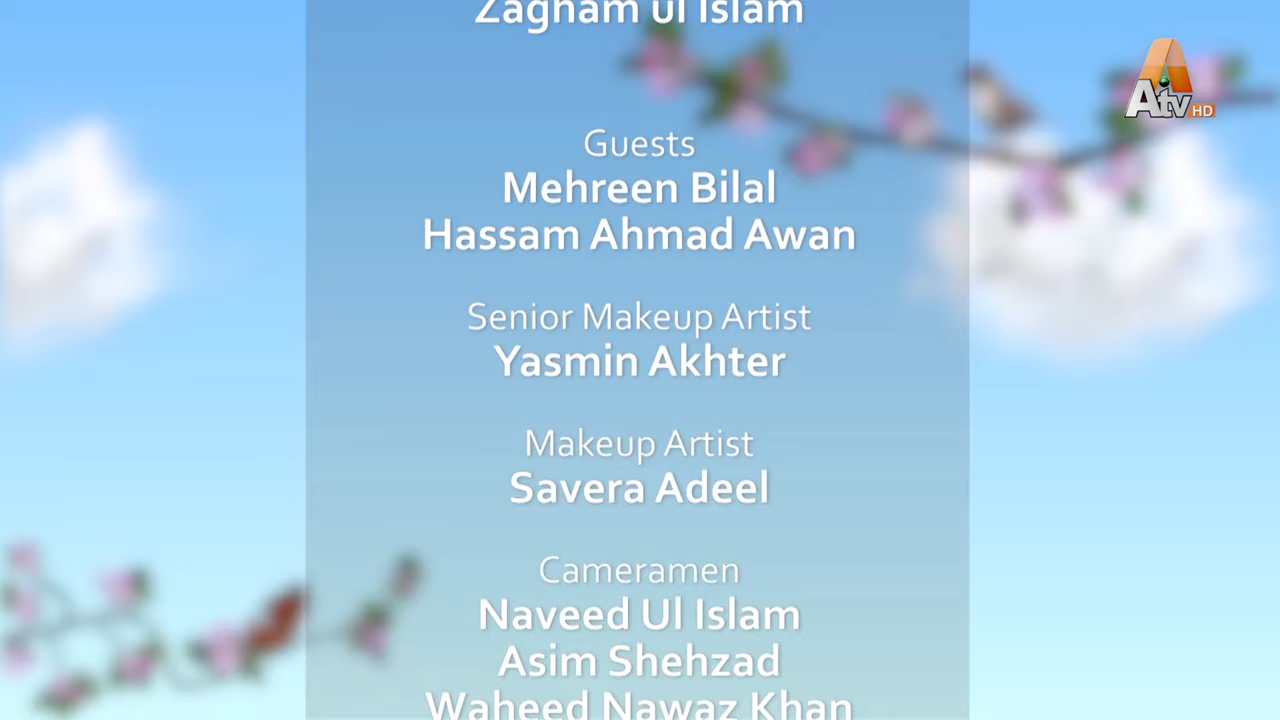 Zagham ul Islam
Guests
Mehreen Bilal
Hassam Ahmad Awan
Senior Makeup Artist
Yasmin Akhter
Makeup Artist
Savera Adeel
Cameramen
Naveed Ul Islam
Asim Shehzad
Waheed Nawaz Khan
Atv HD